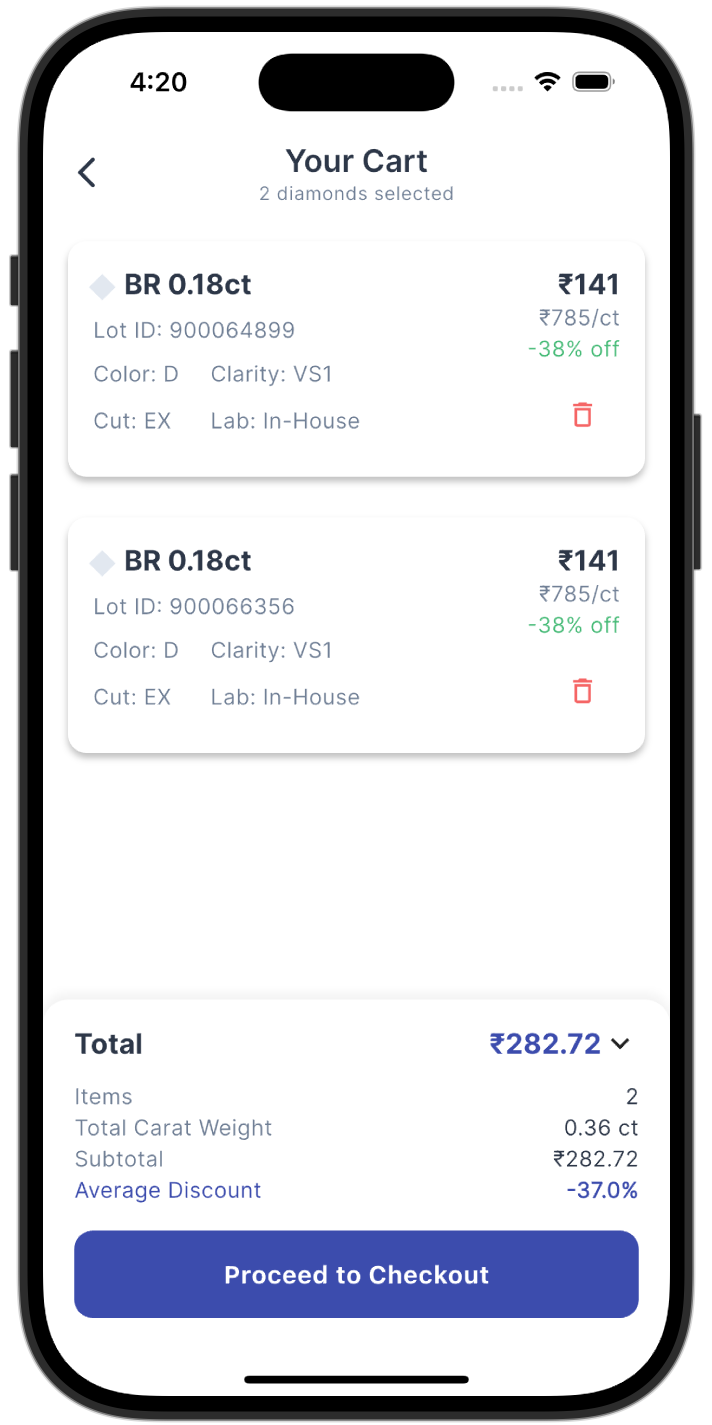 4:20
Your Cart
2 diamonds selected
BR 0.18ct
₹141
Lot ID: 900064899
₹785/ct
-38% off
Color: D Clarity: VS1
Cut: EX Lab: In-House
BR 0.18ct
₹141
Lot ID: 900066356
₹785/ct
-38% off
Color: D Clarity: VS1
Cut: EX Lab: In-House
Total ₹282.72
Items 2
Total Carat Weight 0.36 ct
Subtotal ₹282.72
Average Discount -37.0%
Proceed to Checkout